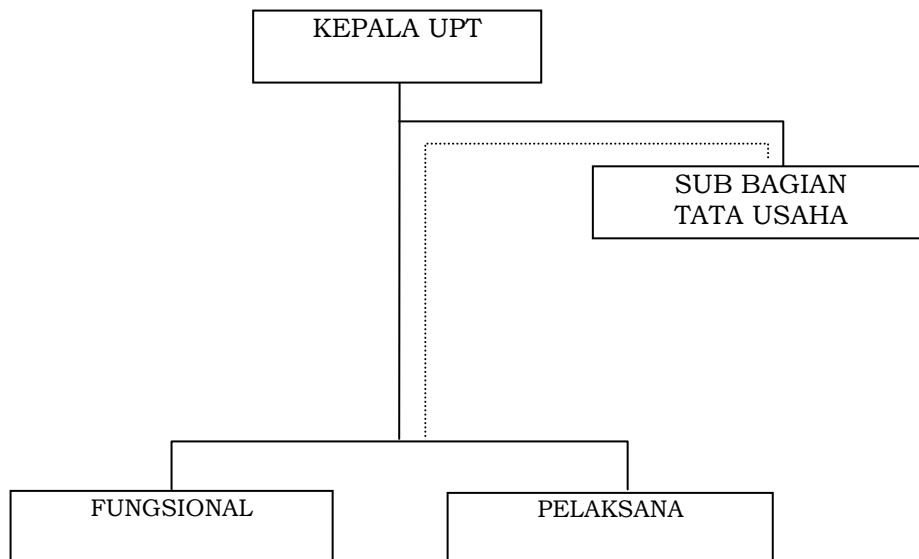 KEPALA UPT
SUB BAGIAN
TATA USAHA
FUNGSIONAL
PELAKSANA